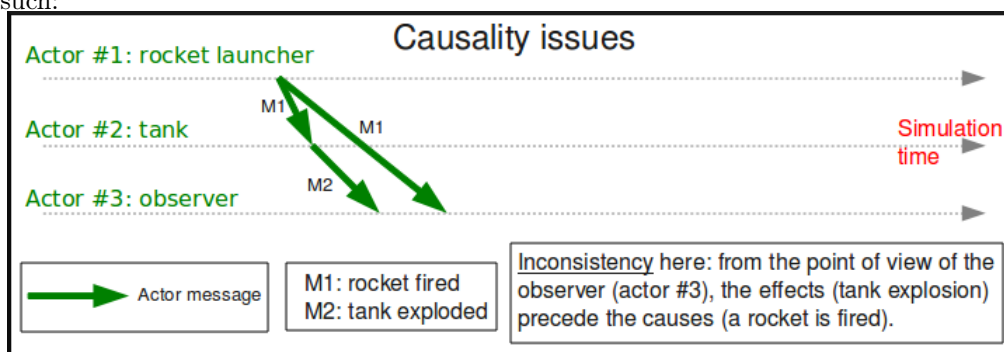 such:
Causality issues
Actor #1: rocket launcher
M1
M1
Actor #2: tank
Simulation
time
M2
Actor #3: observer
Actor message
M1: rocket fired
M2: tank exploded
Inconsistency here: from the point of view of the
observer (actor #3), the effects (tank explosion)
precede the causes (a rocket is fired).